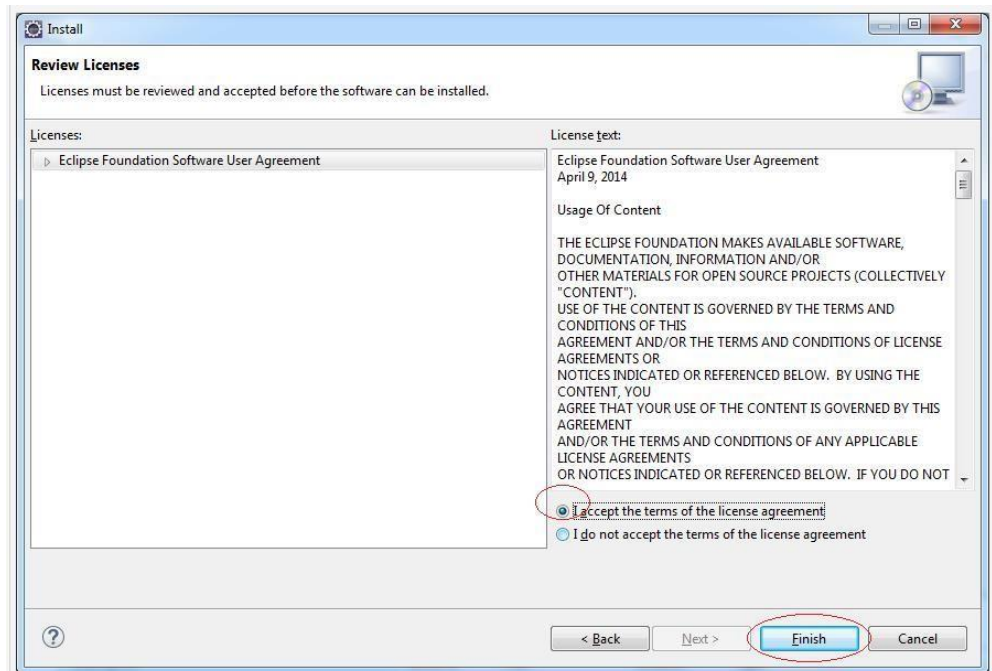 Install
Review Licenses
Licenses must be reviewed and accepted before the software can be installed.
Licenses:
Eclipse Foundation Software User Agreement
License text:
Eclipse Foundation Software User Agreement
April 9, 2014
Usage Of Content
THE ECLIPSE FOUNDATION MAKES AVAILABLE SOFTWARE,
DOCUMENTATION, INFORMATION AND/OR
OTHER MATERIALS FOR OPEN SOURCE PROJECTS (COLLECTIVELY
"CONTENT").
USE OF THE CONTENT IS GOVERNED BY THE TERMS AND
CONDITIONS OF THIS
AGREEMENT AND/OR THE TERMS AND CONDITIONS OF LICENSE
AGREEMENTS OR
NOTICES INDICATED OR REFERENCED BELOW. BY USING THE
CONTENT, YOU
AGREE THAT YOUR USE OF THE CONTENT IS GOVERNED BY THIS
AGREEMENT
AND/OR THE TERMS AND CONDITIONS OF ANY APPLICABLE
LICENSE AGREEMENTS
OR NOTICES INDICATED OR REFERENCED BELOW. IF YOU DO NOT
I accept the terms of the license agreement
I do not accept the terms of the license agreement
?
< Back
Next >
Finish
Cancel